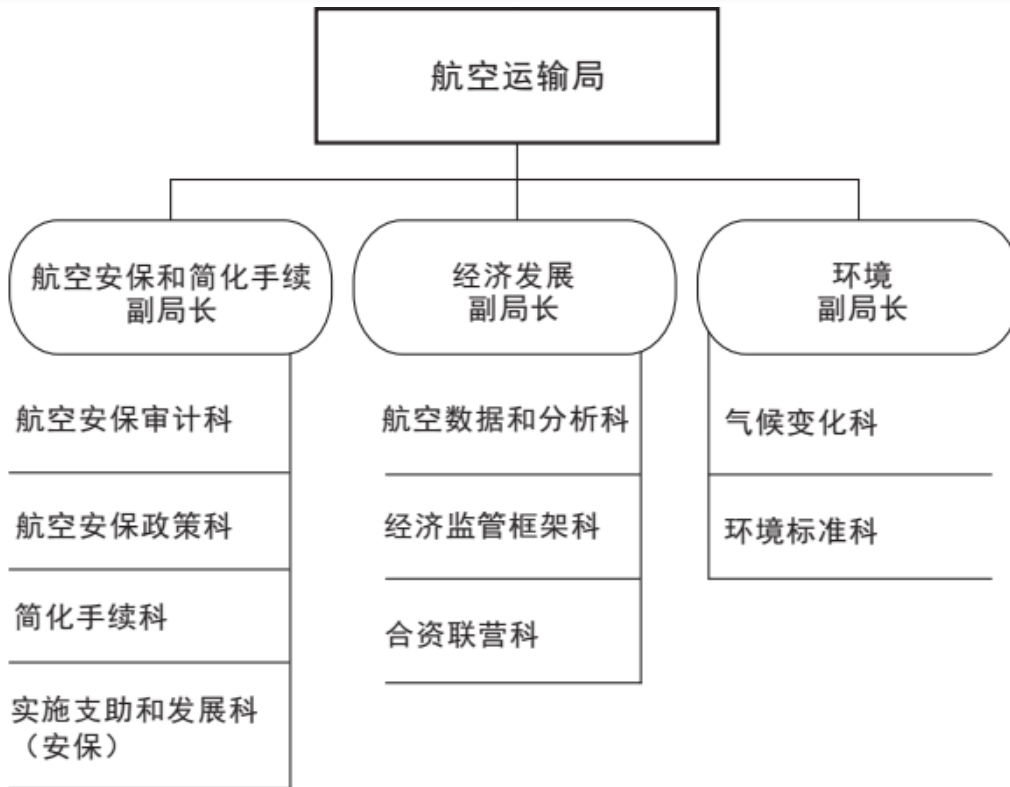 航空运输局
航空安保和简化手续
副局长
经济发展
副局长
环境
副局长
航空安保审计科
航空安保政策科
简化手续科
实施支助和发展科
（安保）
航空数据和分析科
经济监管框架科
合资联营科
气候变化科
环境标准科